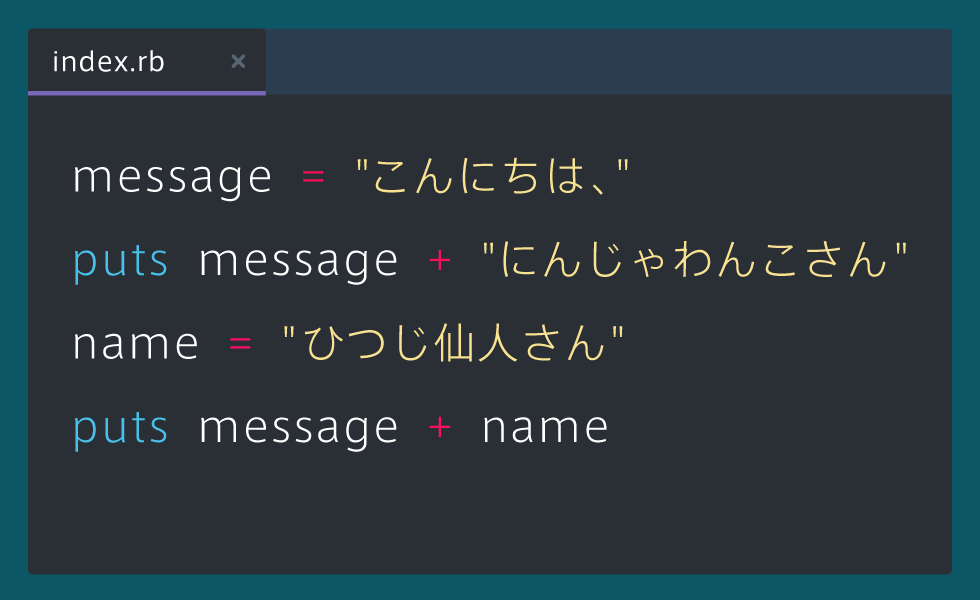 index.rb ×
message = "こんにちは、"
puts message + "にんじゃわんこさん"
name = "ひつじ仙人さん"
puts message + name